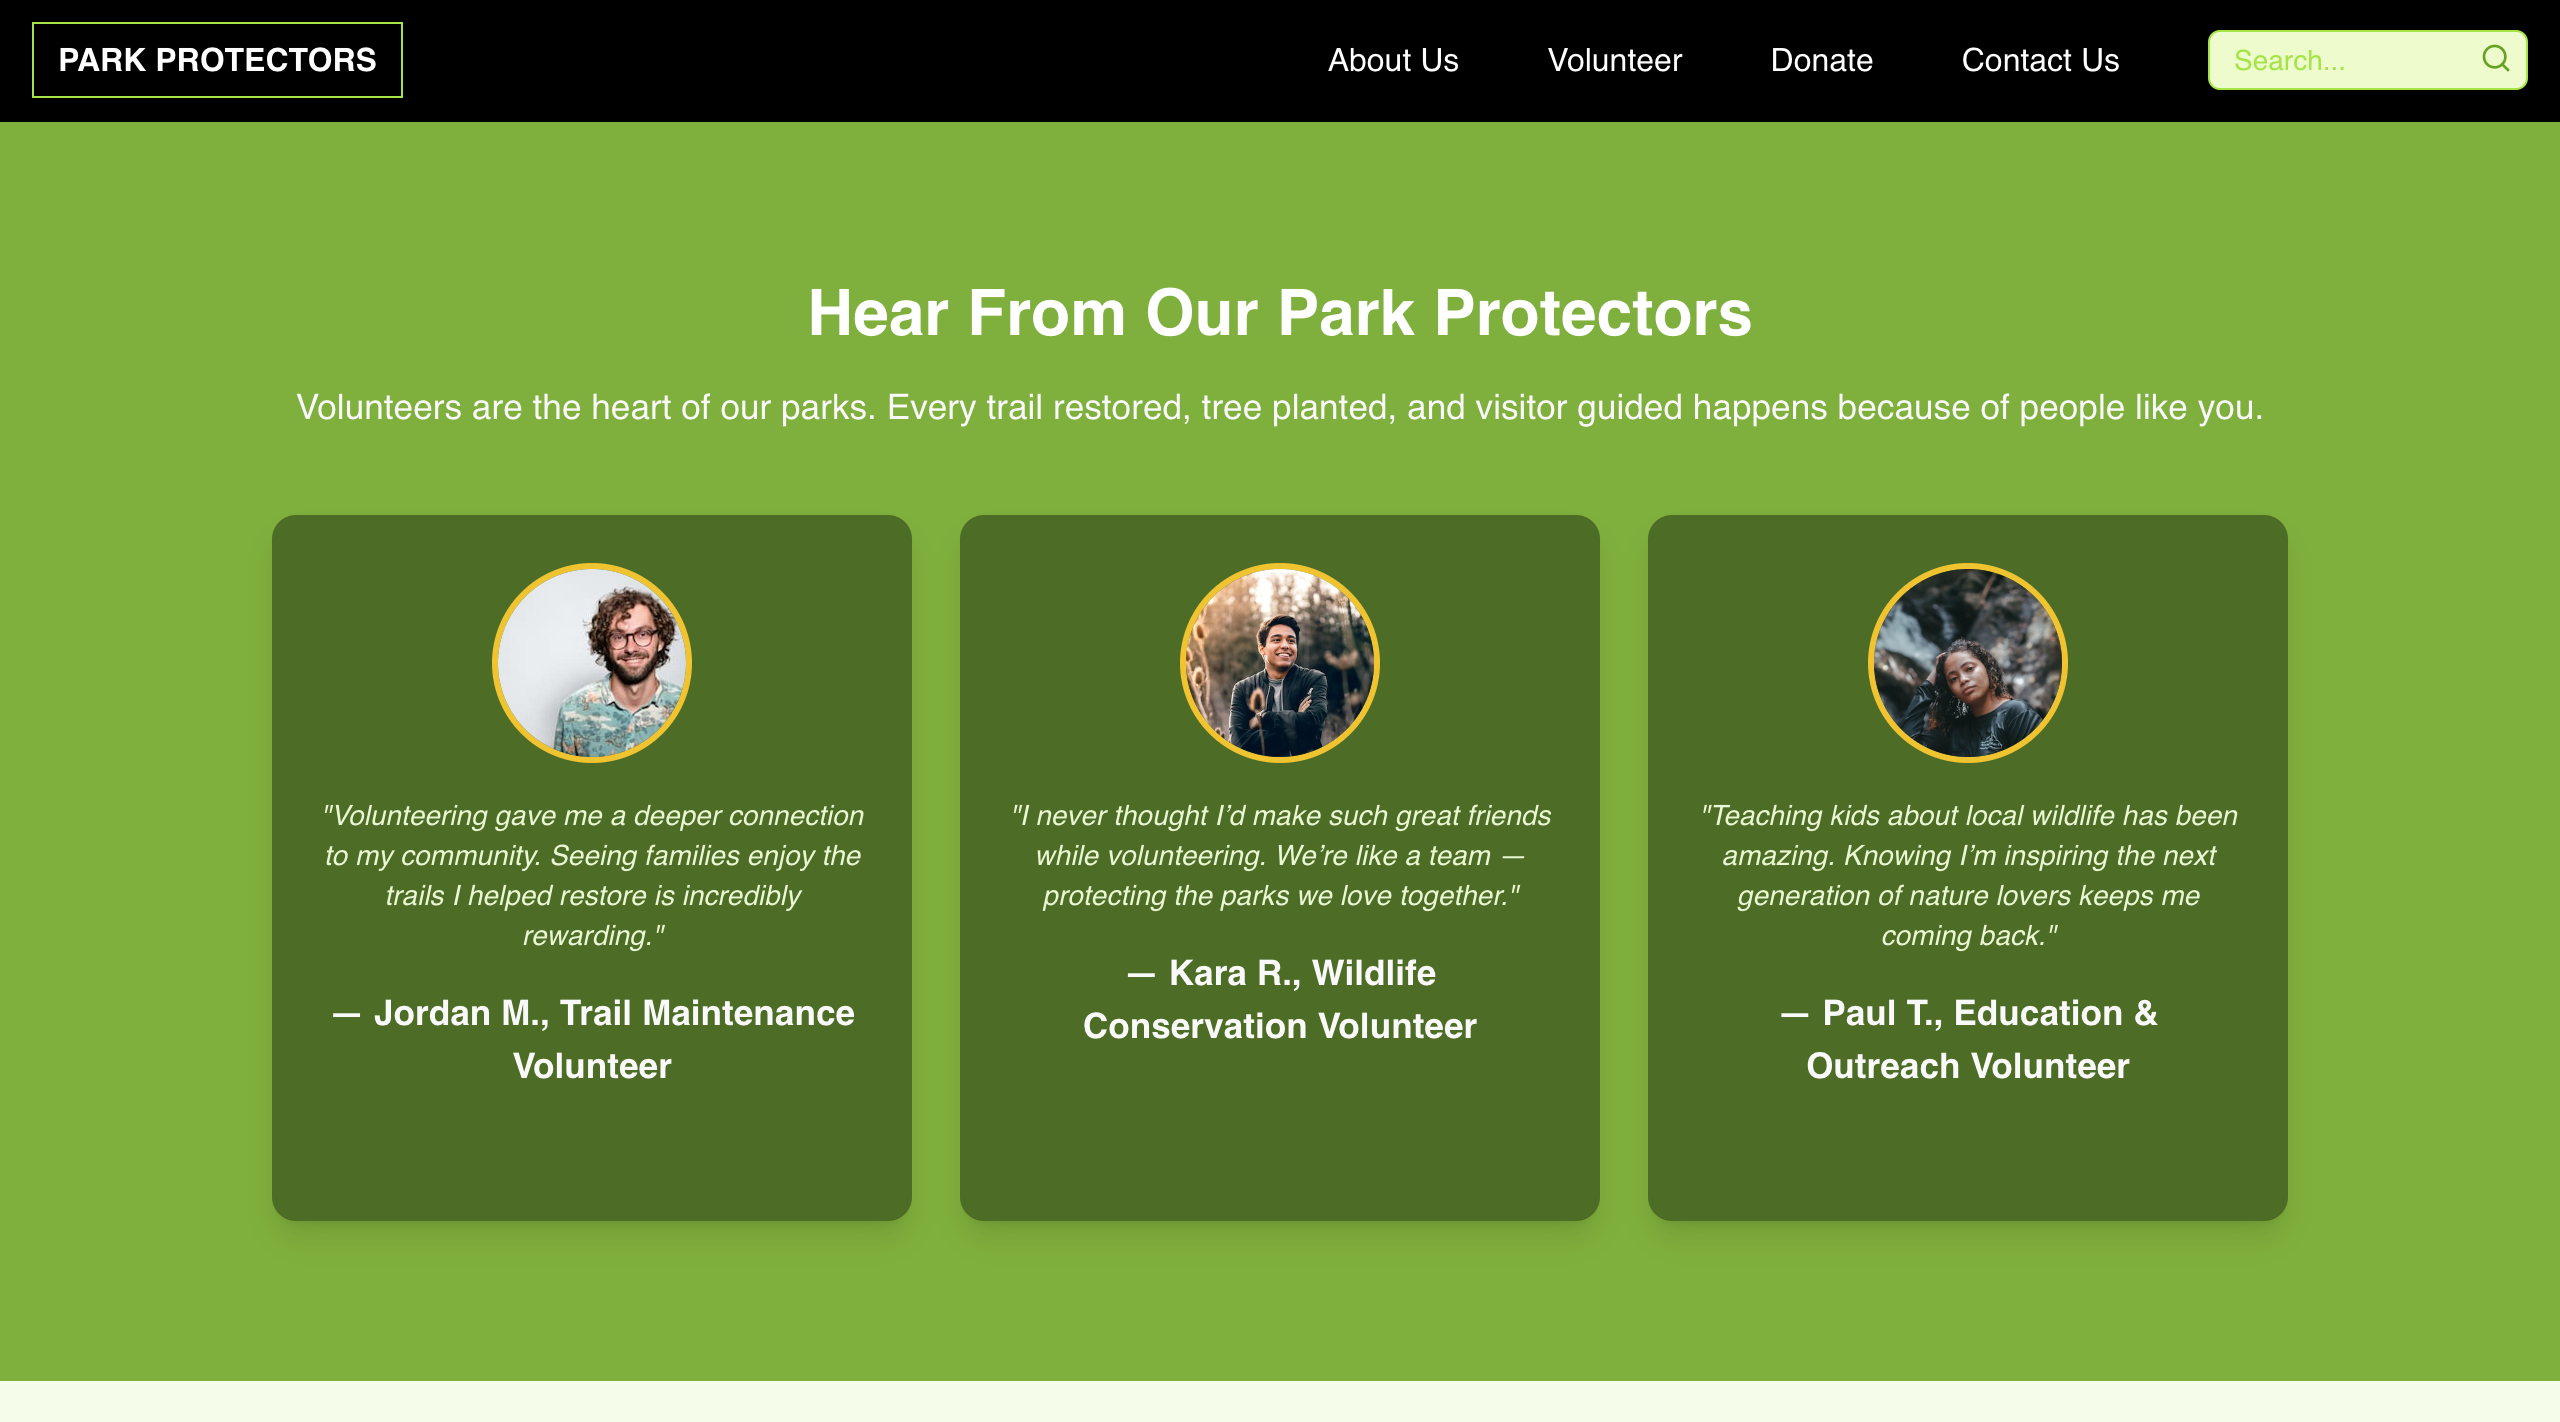 PARK PROTECTORS
About Us
Volunteer
Donate
Contact Us
Search...
Hear From Our Park Protectors
Volunteers are the heart of our parks. Every trail restored, tree planted, and visitor guided happens because of people like you.
"Volunteering gave me a deeper connection
to my community. Seeing families enjoy the
trails I helped restore is incredibly
rewarding."
— Jordan M., Trail Maintenance
Volunteer
"I never thought I’d make such great friends
while volunteering. We’re like a team —
protecting the parks we love together."
— Kara R., Wildlife
Conservation Volunteer
"Teaching kids about local wildlife has been
amazing. Knowing I’m inspiring the next
generation of nature lovers keeps me
coming back."
— Paul T., Education &
Outreach Volunteer